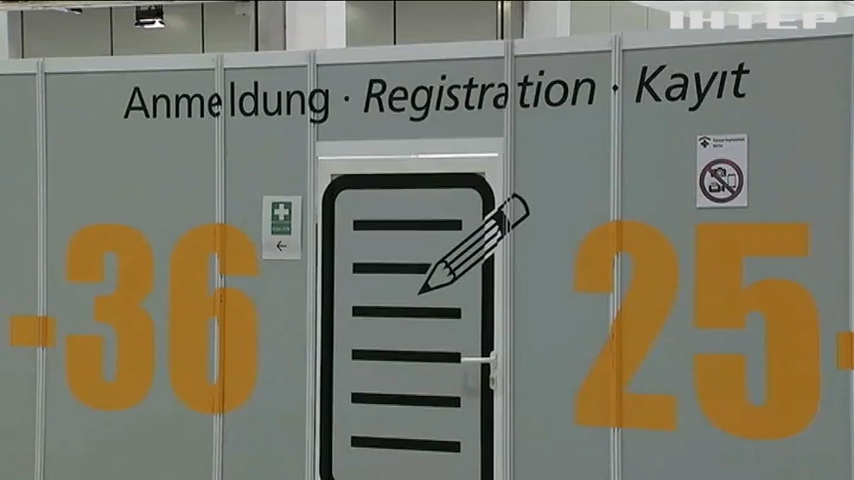 ІНТЕР
Anmeldung · Registration · Kayıt
-36
25-